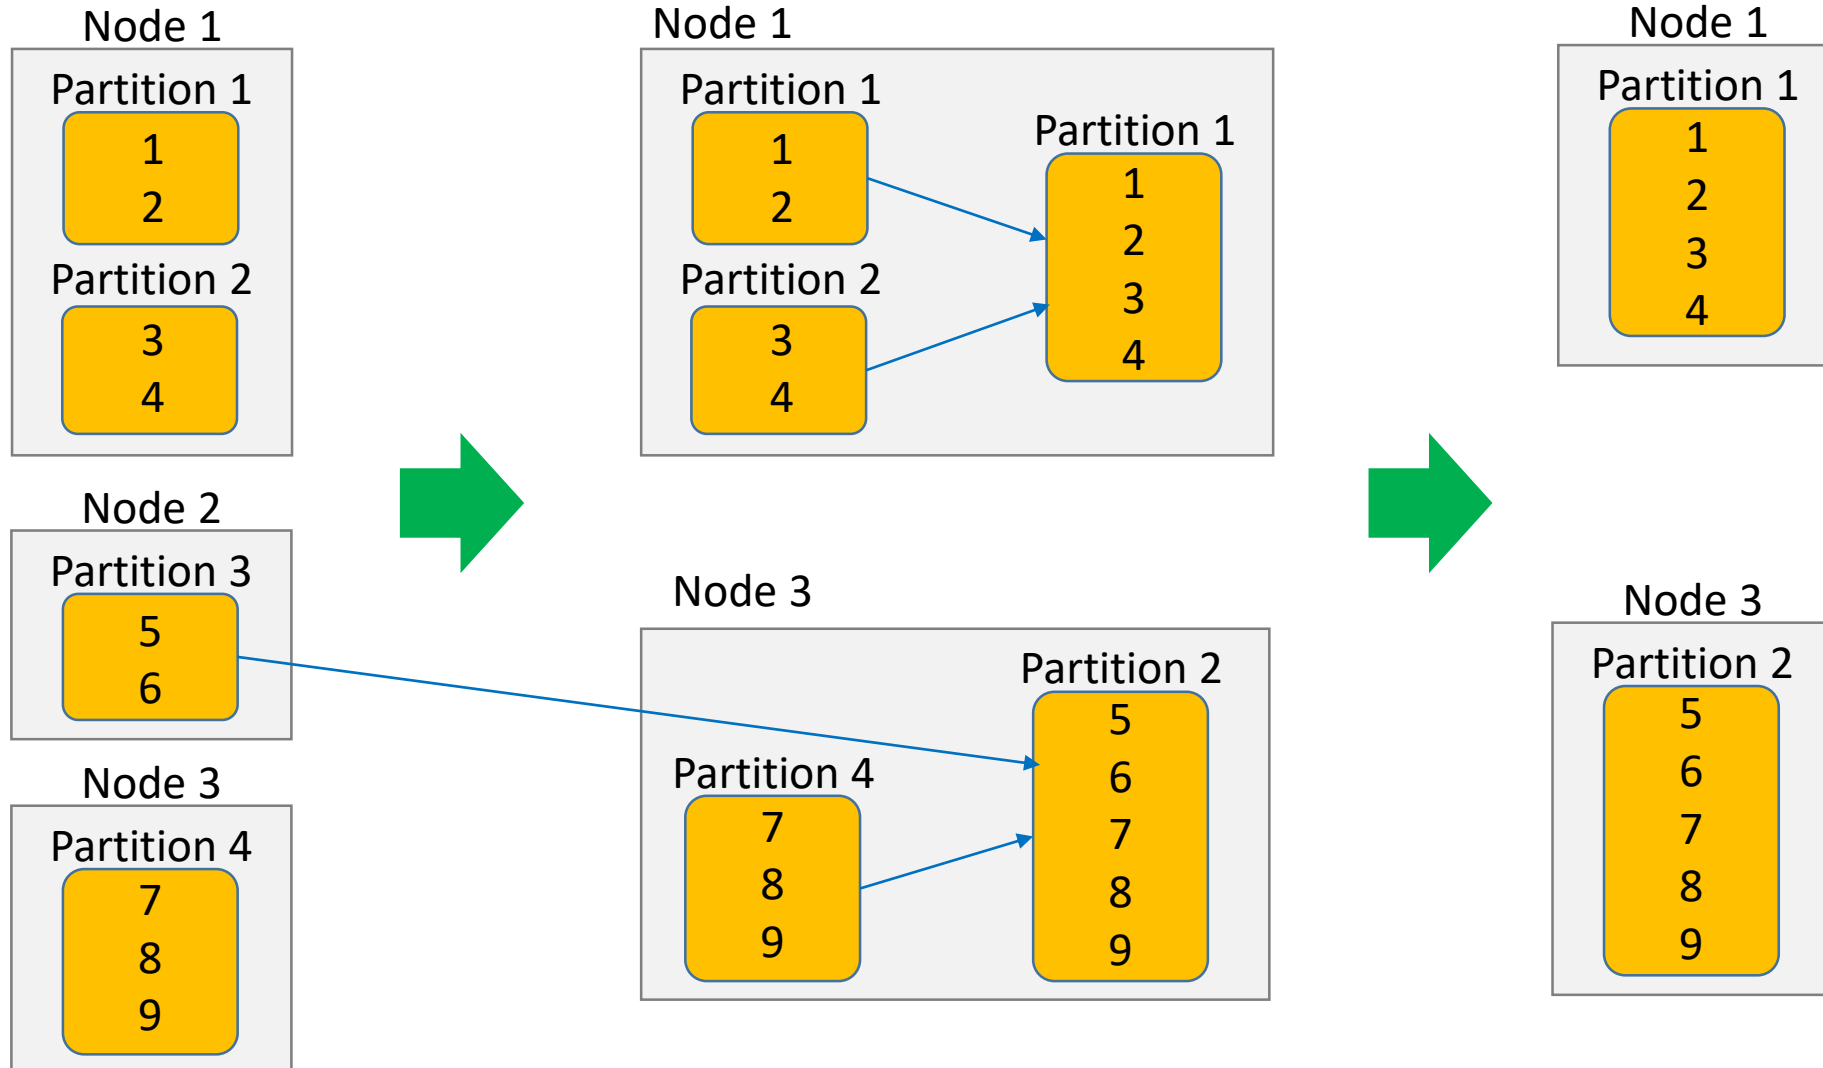 Node 1
Partition 1
1
2
Partition 2
3
4
Node 2
Partition 3
5
6
Node 3
Partition 4
7
8
9
Node 1
Partition 1
1
2
Partition 2
3
4
Partition 1
1
2
3
4
Node 3
Partition 4
7
8
9
Partition 2
5
6
7
8
9
Node 1
Partition 1
1
2
3
4
Node 3
Partition 2
5
6
7
8
9